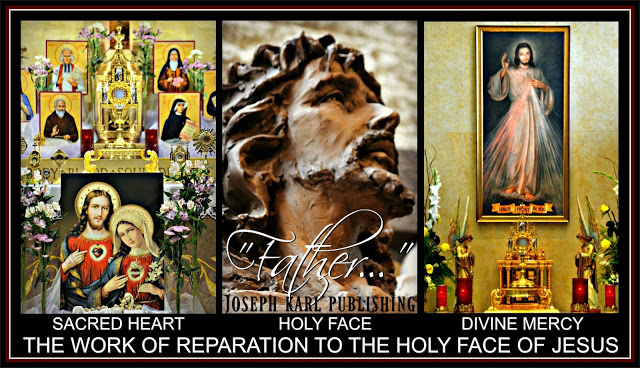 "Father..."
JOSEPH KARL PUBLISHING
SACRED HEART
HOLY FACE
DIVINE MERCY
THE WORK OF REPARATION TO THE HOLY FACE OF JESUS